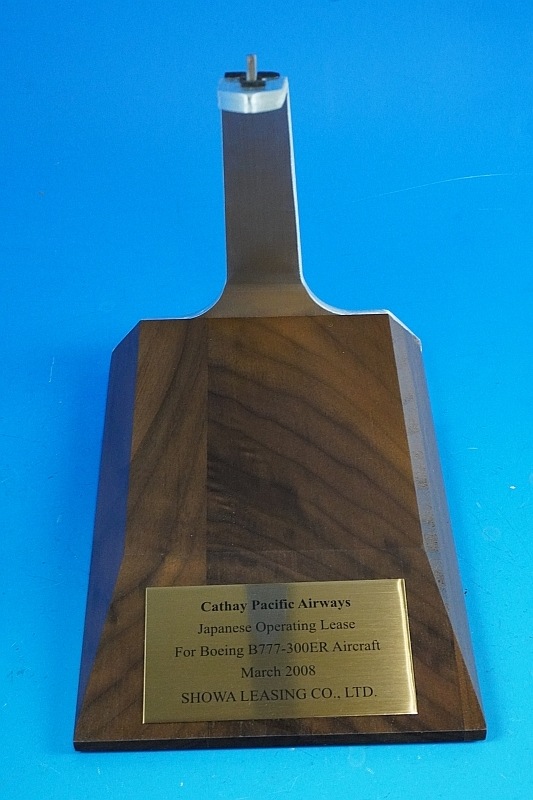 Cathay Pacific Airways
Japanese Operating Lease
For Boeing B777-300ER Aircraft
March 2008
SHOWA LEASING CO., LTD.